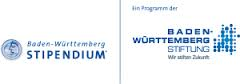 Ein Programm der
Baden-Württemberg
STIPENDIUM®
BADEN-
WÜRTTEMBERG
STIFTUNG
Wir stiften Zukunft